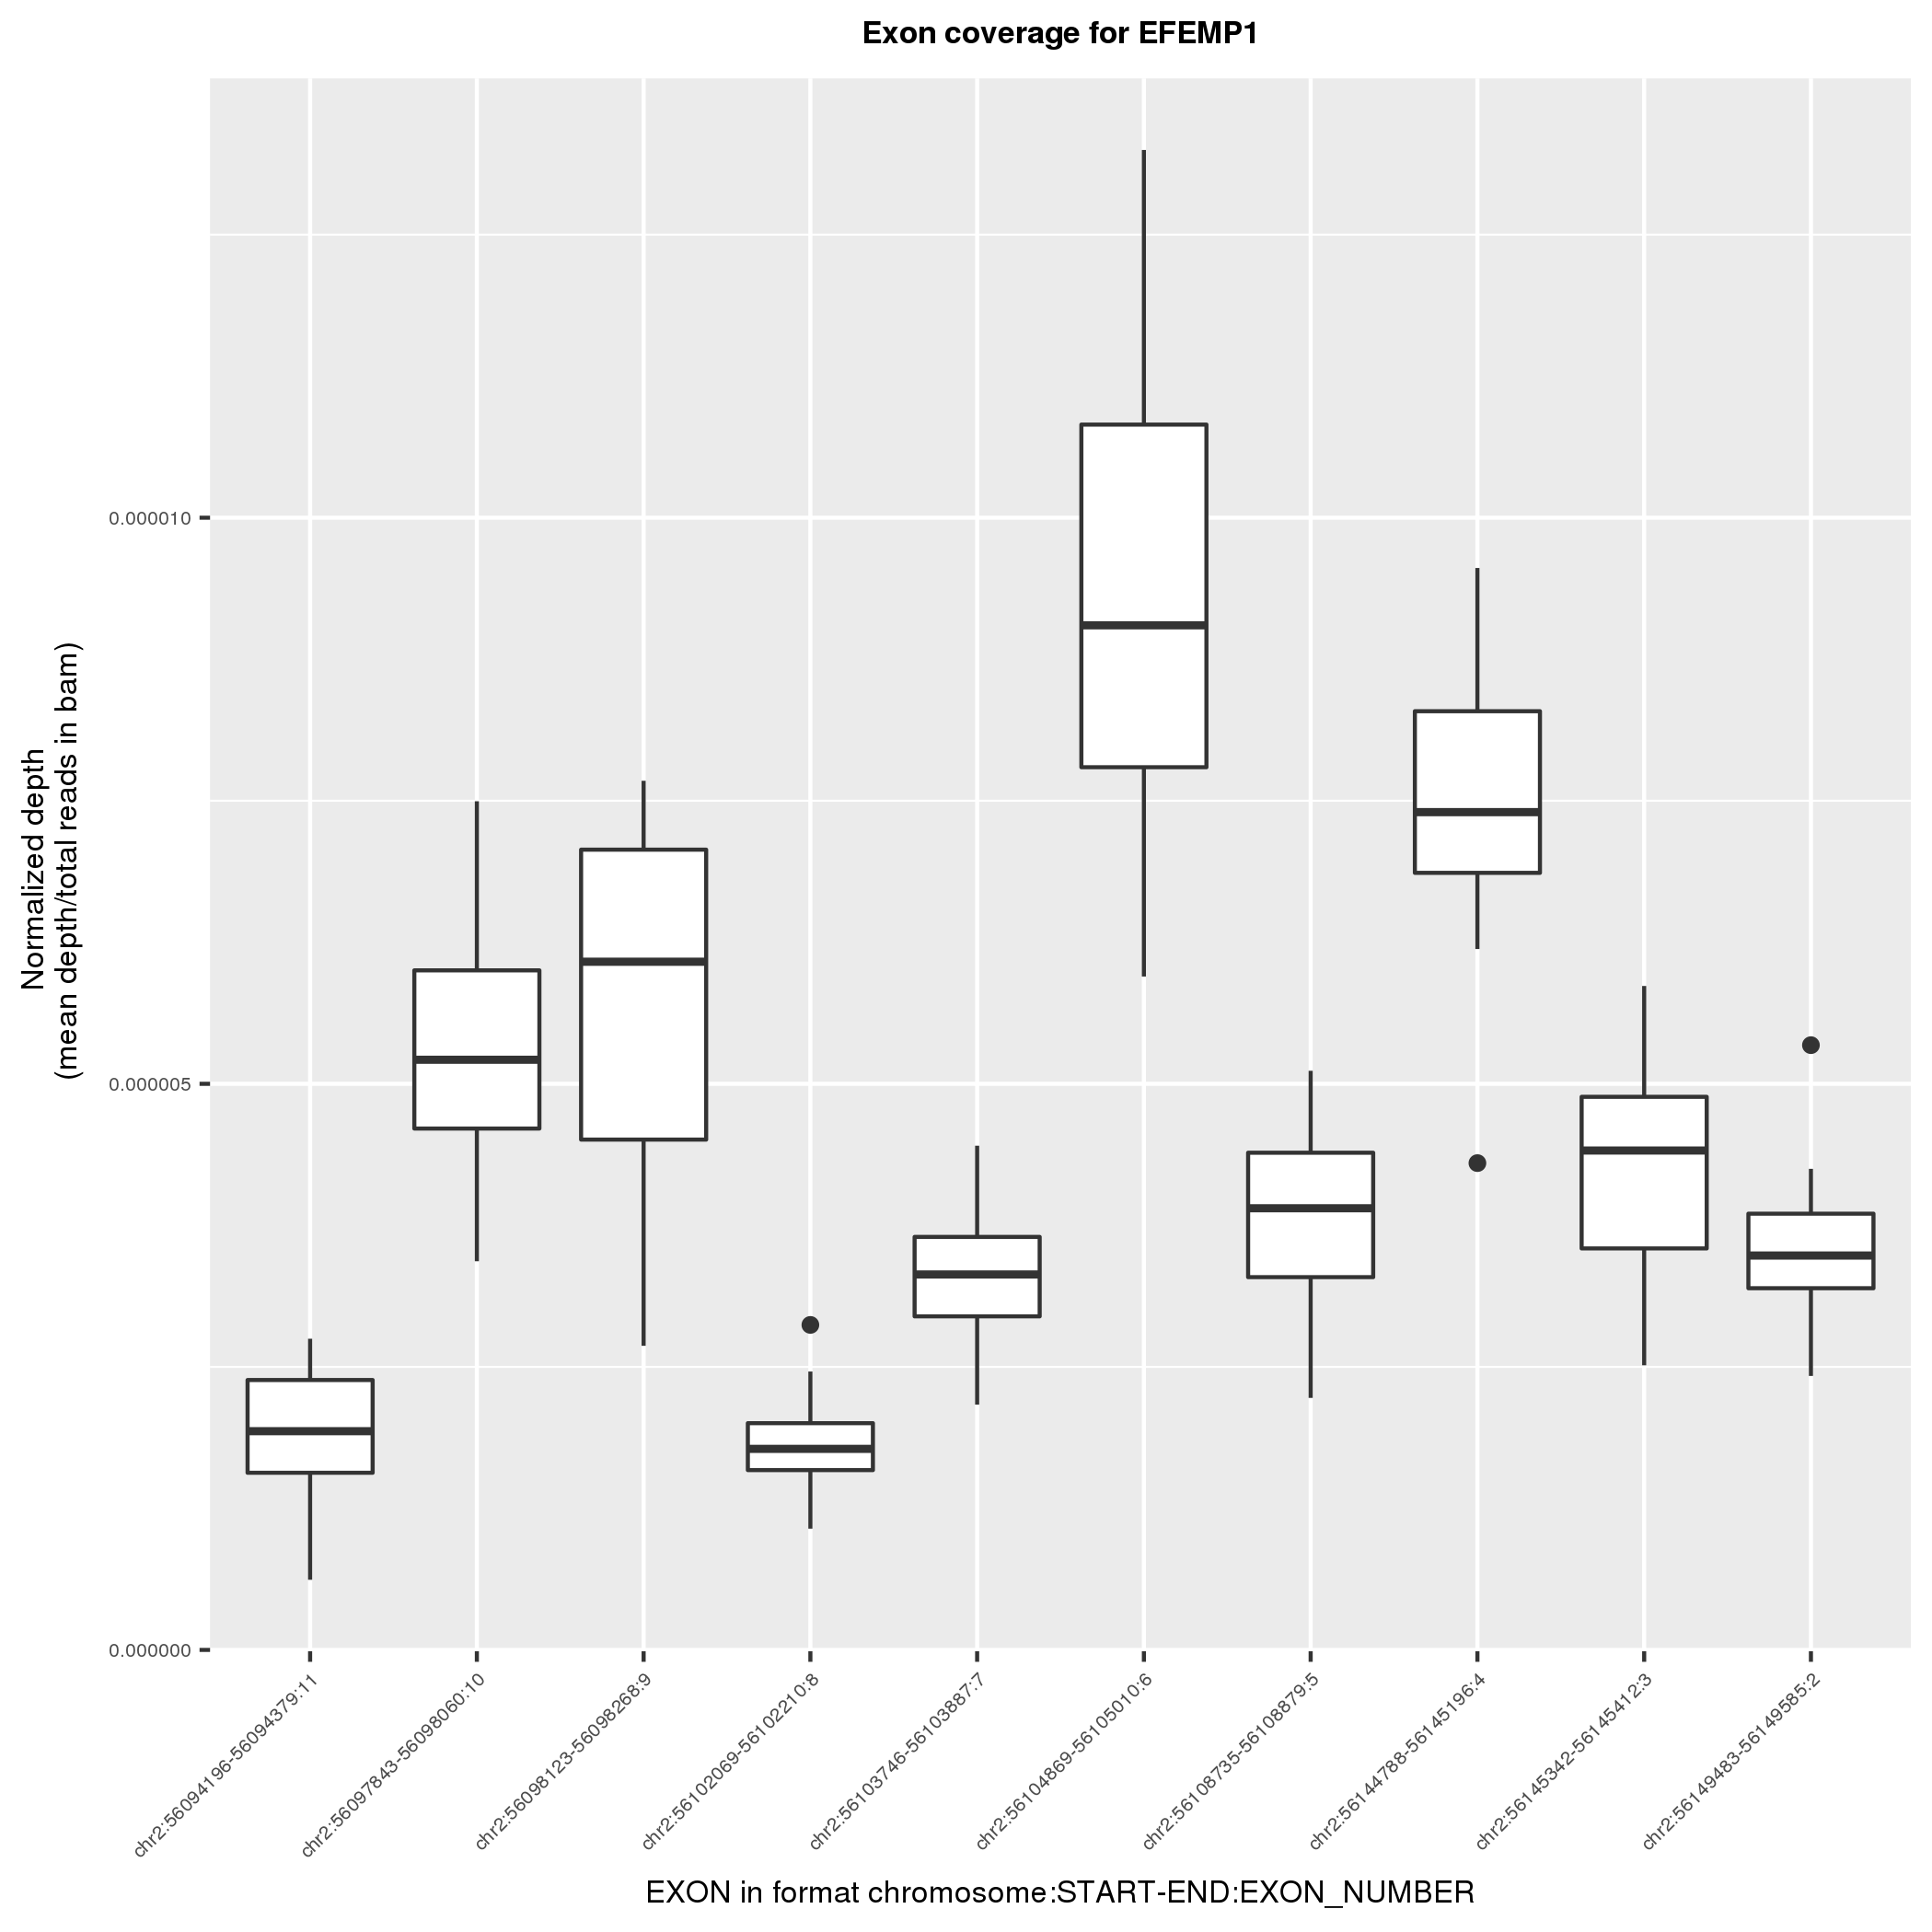 Exon coverage for EFEMP1
Normalized depth
(mean depth/total reads in bam)
0.000010
0.000005
0.000000
chr2:56094196-56094379:11
chr2:56097843-56098060:10
chr2:56098123-56098268:9
chr2:56102069-56102210:8
chr2:56103746-56103887:7
chr2:56104869-56105010:6
chr2:56108735-56108879:5
chr2:56144788-56145196:4
chr2:56145342-56145412:3
chr2:56149483-56149585:2
EXON in format chromosome:START-END:EXON_NUMBER